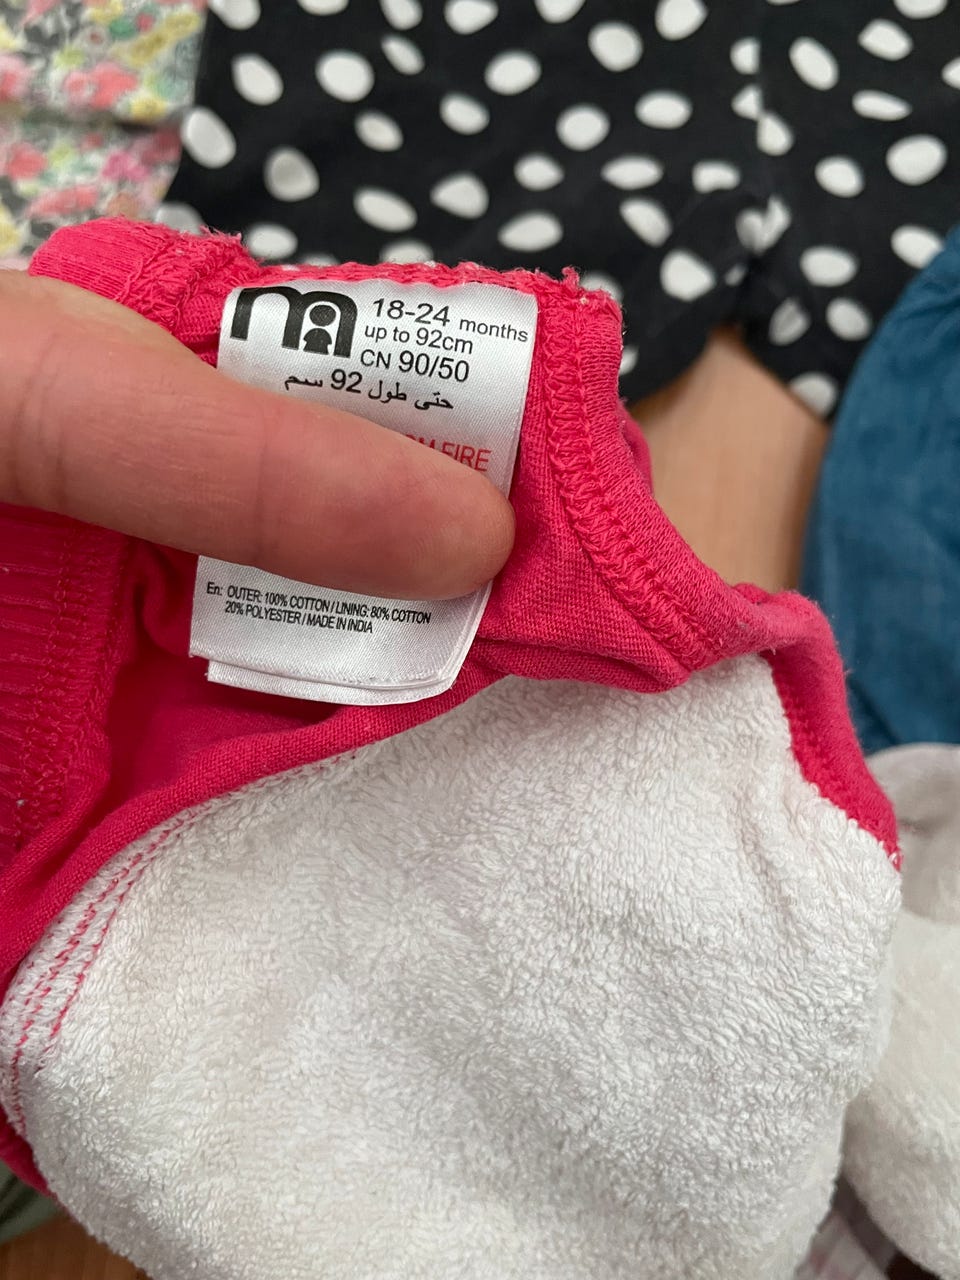 18-24 months
up to 92cm
CN 90/50
حتى طول 92 سم
FIRE
En: OUTER: 100% COTTON / LINING: 80% COTTON
20% POLYESTER / MADE IN INDIA